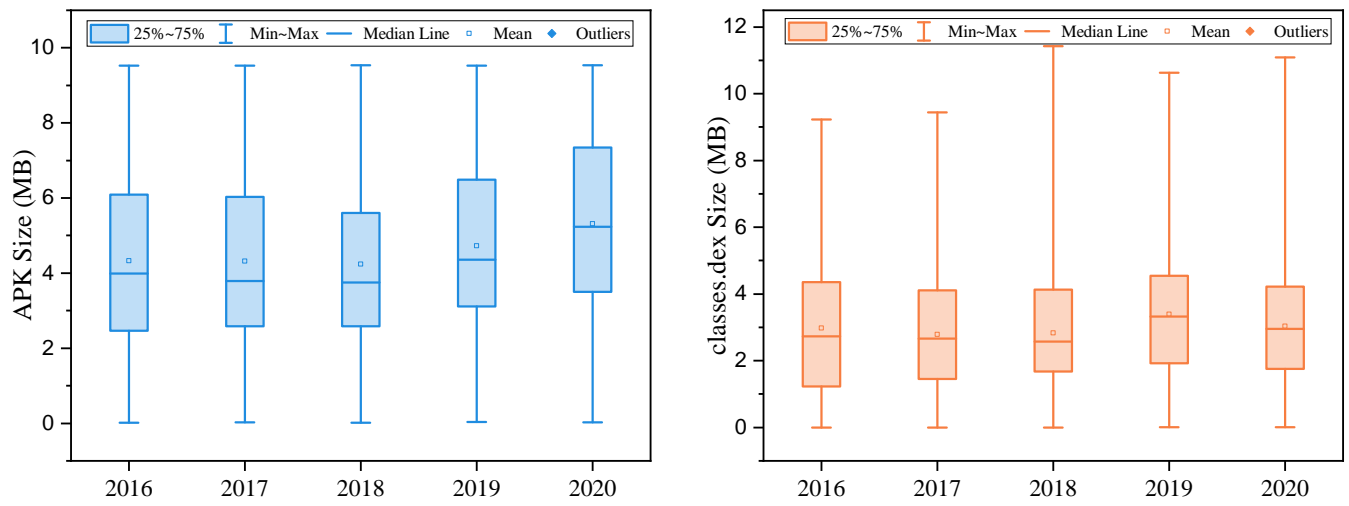 25%~75% Min~Max Median Line Mean Outliers
APK Size (MB)
10
8
6
4
2
0
2016 2017 2018 2019 2020
25%~75% Min~Max Median Line Mean Outliers
classes.dex Size (MB)
12
10
8
6
4
2
0
2016 2017 2018 2019 2020